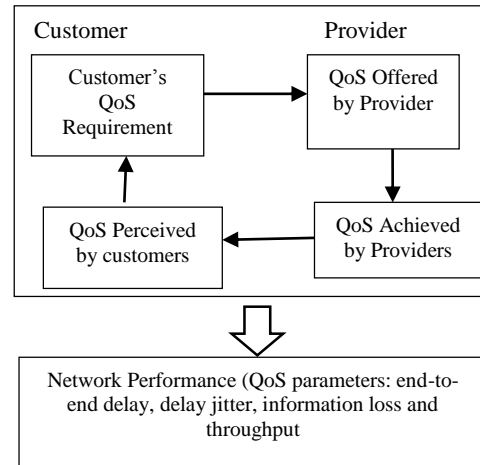 Customer
Provider
Customer's
QoS
Requirement
QoS Offered
by Provider
QoS Perceived
by customers
QoS Achieved
by Providers
Network Performance (QoS parameters: end-to-
end delay, delay jitter, information loss and
throughput